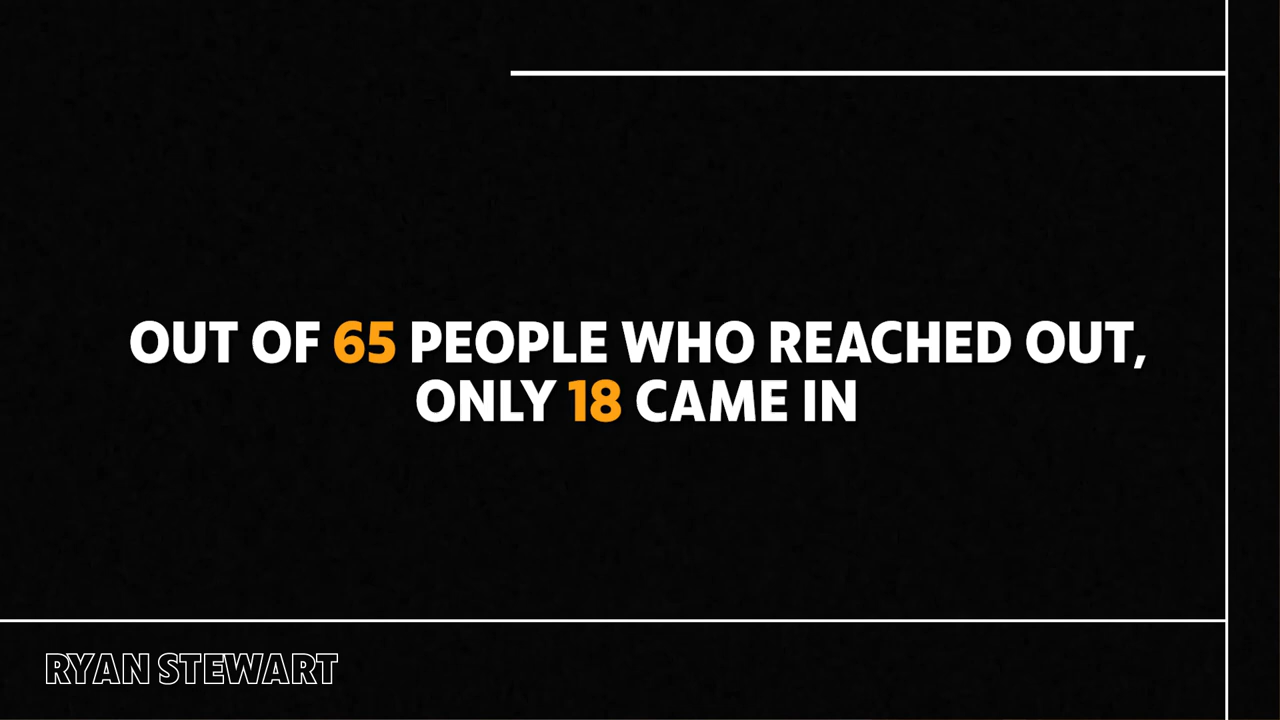 OUT OF 65 PEOPLE WHO REACHED OUT,
ONLY 18 CAME IN
RYAN STEWART